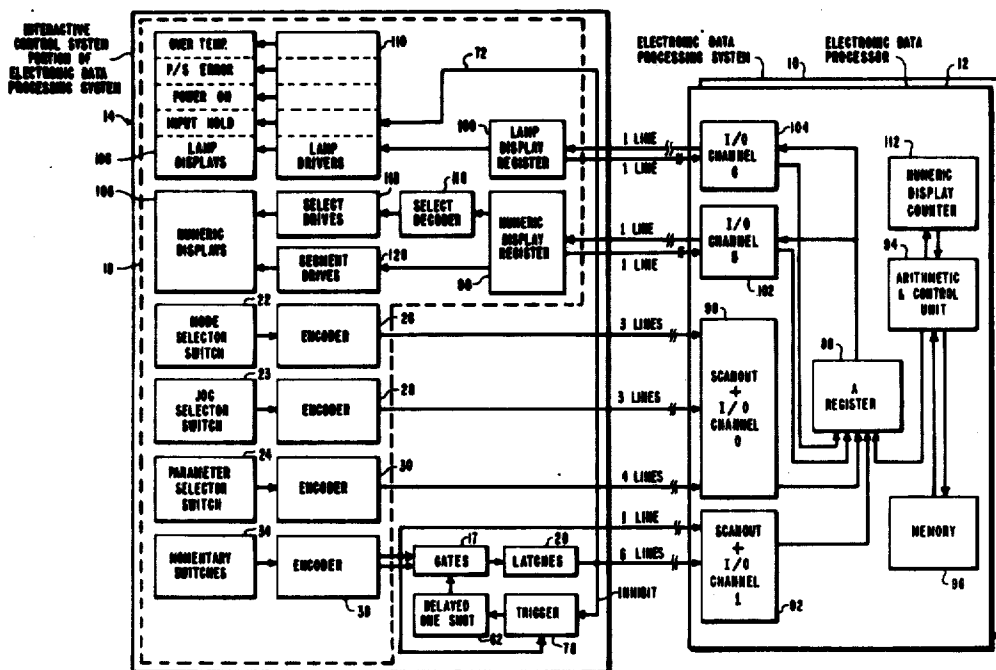 INTERACTIVE
CONTROL SYSTEM
PORTION OF
ELECTRONIC DATA
PROCESSING SYSTEM
14
18
OVER TEMP.
P/S ERROR
POWER ON
INPUT HOLD
LAMP
DISPLAYS
108
LAMP DRIVERS
110
72
100
LAMP
DISPLAY
REGISTER
106
NUMERIC
DISPLAYS
118
SELECT
DRIVES
116
SELECT
DECODER
SEGMENT
DRIVES
120
NUMERIC
DISPLAY
REGISTER
98
22
MODE
SELECTOR
SWITCH
ENCODER
26
23
JOG
SELECTOR
SWITCH
ENCODER
28
24
PARAMETER
SELECTOR
SWITCH
ENCODER
30
34
MOMENTARY
SWITCHES
ENCODER
38
17
GATES
20
LATCHES
DELAYED
ONE SHOT
62
TRIGGER
78
INHIBIT
1 LINE
1 LINE
1 LINE
1 LINE
3 LINES
3 LINES
4 LINES
1 LINE
6 LINES
ELECTRONIC DATA
PROCESSING SYSTEM
10
ELECTRONIC DATA
PROCESSOR
12
104
I/O
CHANNEL
6
I/O
CHANNEL
5
102
90
SCANOUT
+
I/O
CHANNEL
0
SCANOUT
+
I/O
CHANNEL
1
92
112
NUMERIC
DISPLAY
COUNTER
94
ARITHMETIC
& CONTROL
UNIT
88
A
REGISTER
MEMORY
96